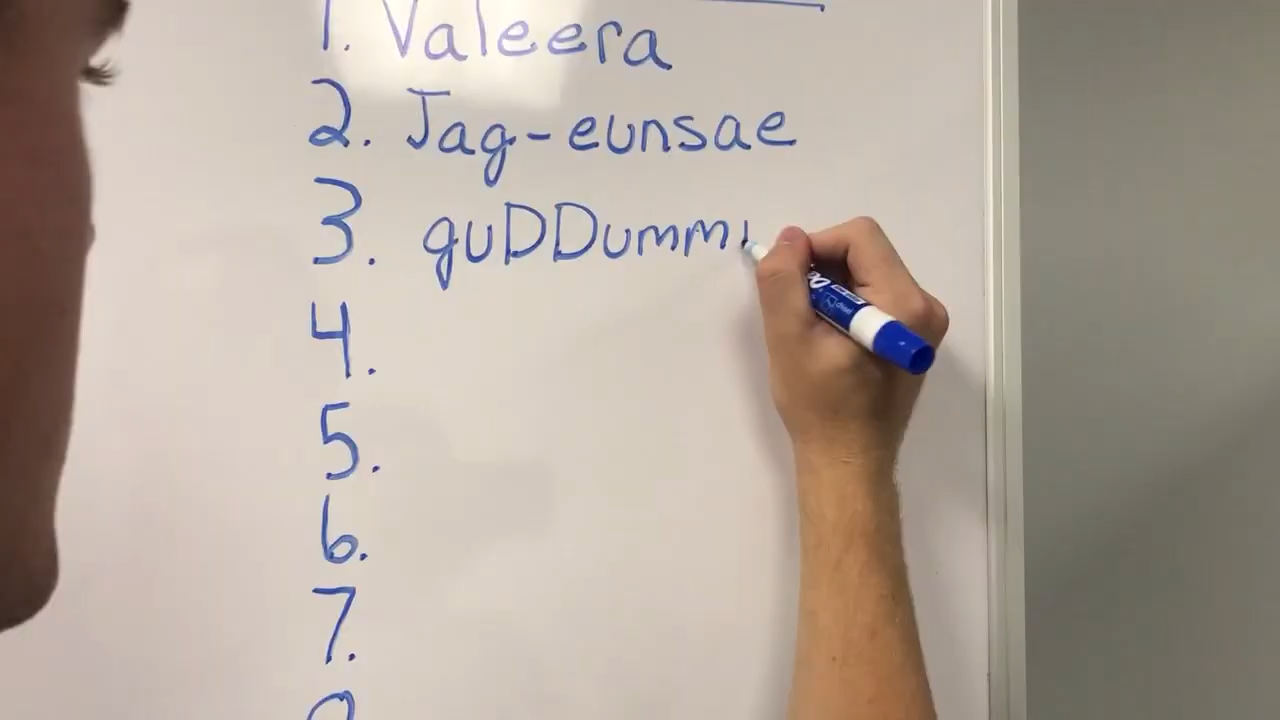 1. Valeera
2. Jag-eunsae
3. guDDumm
4.
5.
6.
7.